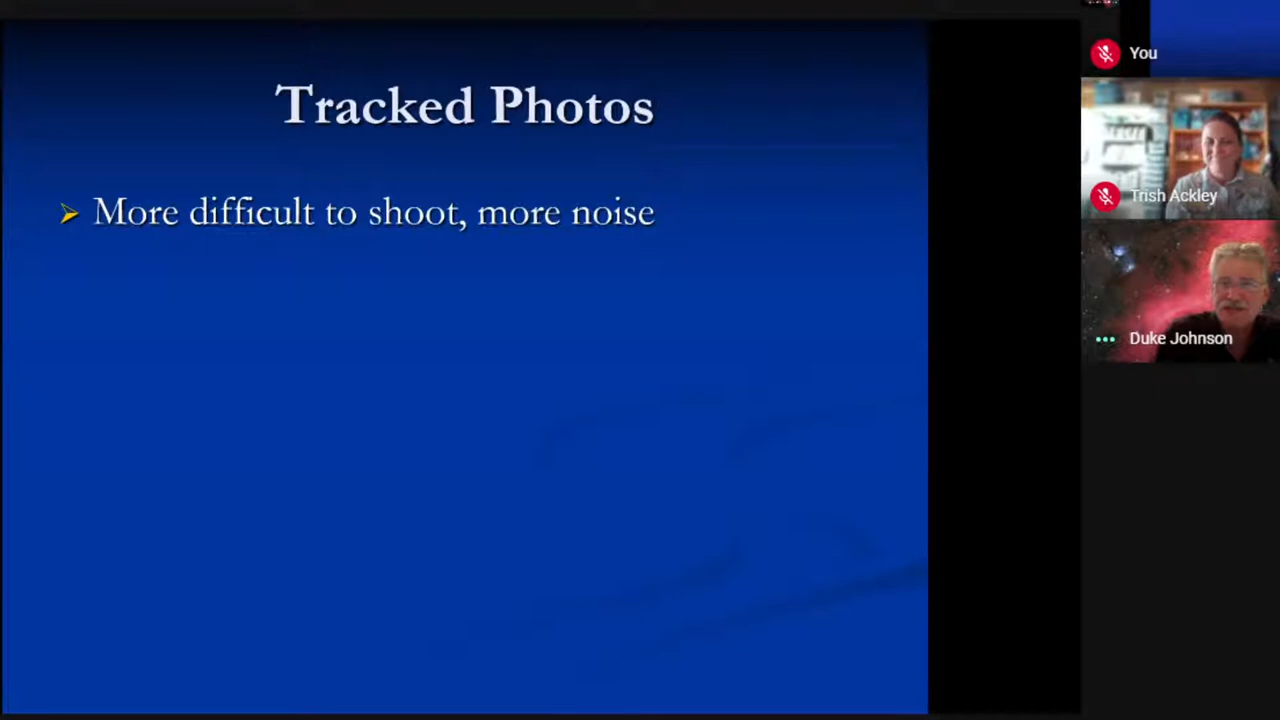 Tracked Photos
More difficult to shoot, more noise
You
Trish Ackley
Duke Johnson